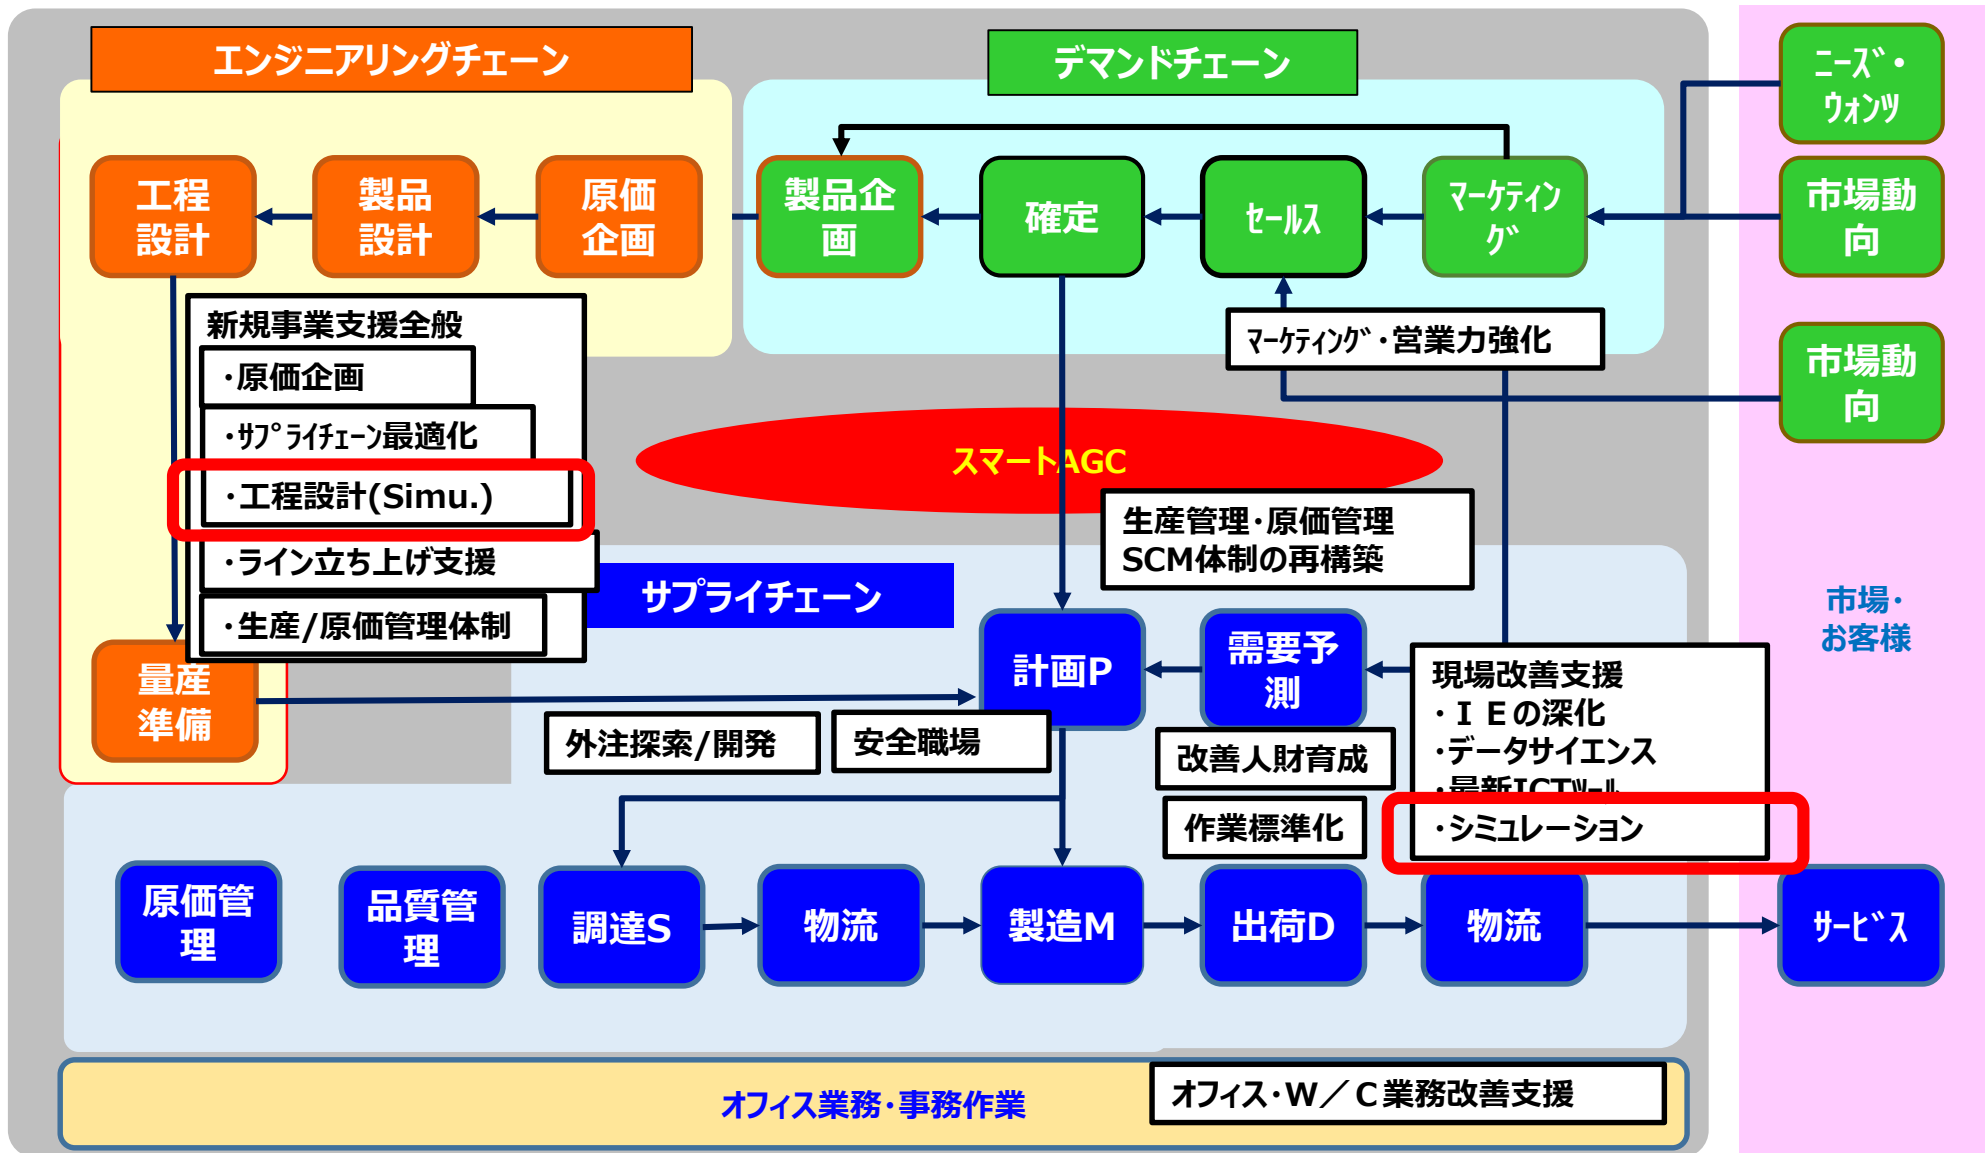 エンジニアリングチェーン
デマンドチェーン
ﾆｰｽﾞ・
ｳｫﾝﾂ
工程
設計
製品
設計
原価
企画
製品企
画
確定
ｾｰﾙｽ
ﾏｰｹﾃｨﾝ
ｸﾞ
市場動
向
新規事業支援全般
・原価企画
・ｻﾌﾟﾗｲﾁｪｰﾝ最適化
・工程設計(Simu.)
・ライン立ち上げ支援
・生産/原価管理体制
ﾏｰｹﾃｨﾝｸﾞ・営業力強化
市場動
向
スマートAGC
生産管理・原価管理
SCM体制の再構築
サプライチェーン
市場・
お客様
量産
準備
計画P
需要予
測
現場改善支援
・ＩＥの深化
・データサイエンス
・最新ICTﾂｰﾙ
・シミュレーション
外注探索/開発
安全職場
改善人財育成
作業標準化
原価管
理
品質管
理
調達S
物流
製造M
出荷D
物流
ｻｰﾋﾞｽ
オフィス業務・事務作業
オフィス・Ｗ／Ｃ業務改善支援